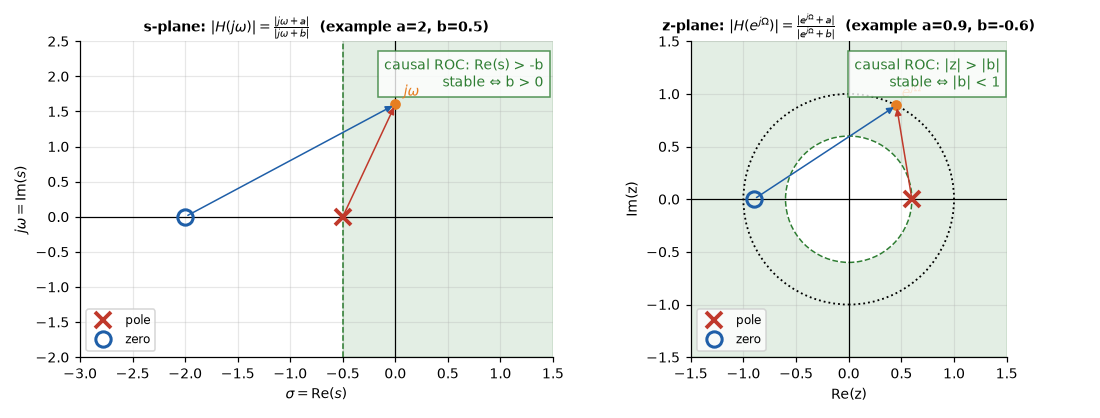 s-plane: |H(jω)| = |jω + a| / |jω + b| (example a=2, b=0.5)
2.5
2.0
1.5
1.0
0.5
0.0
−0.5
−1.0
−1.5
−2.0
jω = Im(s)
causal ROC: Re(s) > -b
stable ⇔ b > 0
jω
pole
zero
−3.0 −2.5 −2.0 −1.5 −1.0 −0.5 0.0 0.5 1.0 1.5
σ = Re(s)
z-plane: |H(e^{jΩ})| = |e^{jΩ} + a| / |e^{jΩ} + b| (example a=0.9, b=-0.6)
1.5
1.0
0.5
0.0
−0.5
−1.0
−1.5
Im(z)
causal ROC: |z| > |b|
stable ⇔ |b| < 1
pole
zero
−1.5 −1.0 −0.5 0.0 0.5 1.0 1.5
Re(z)